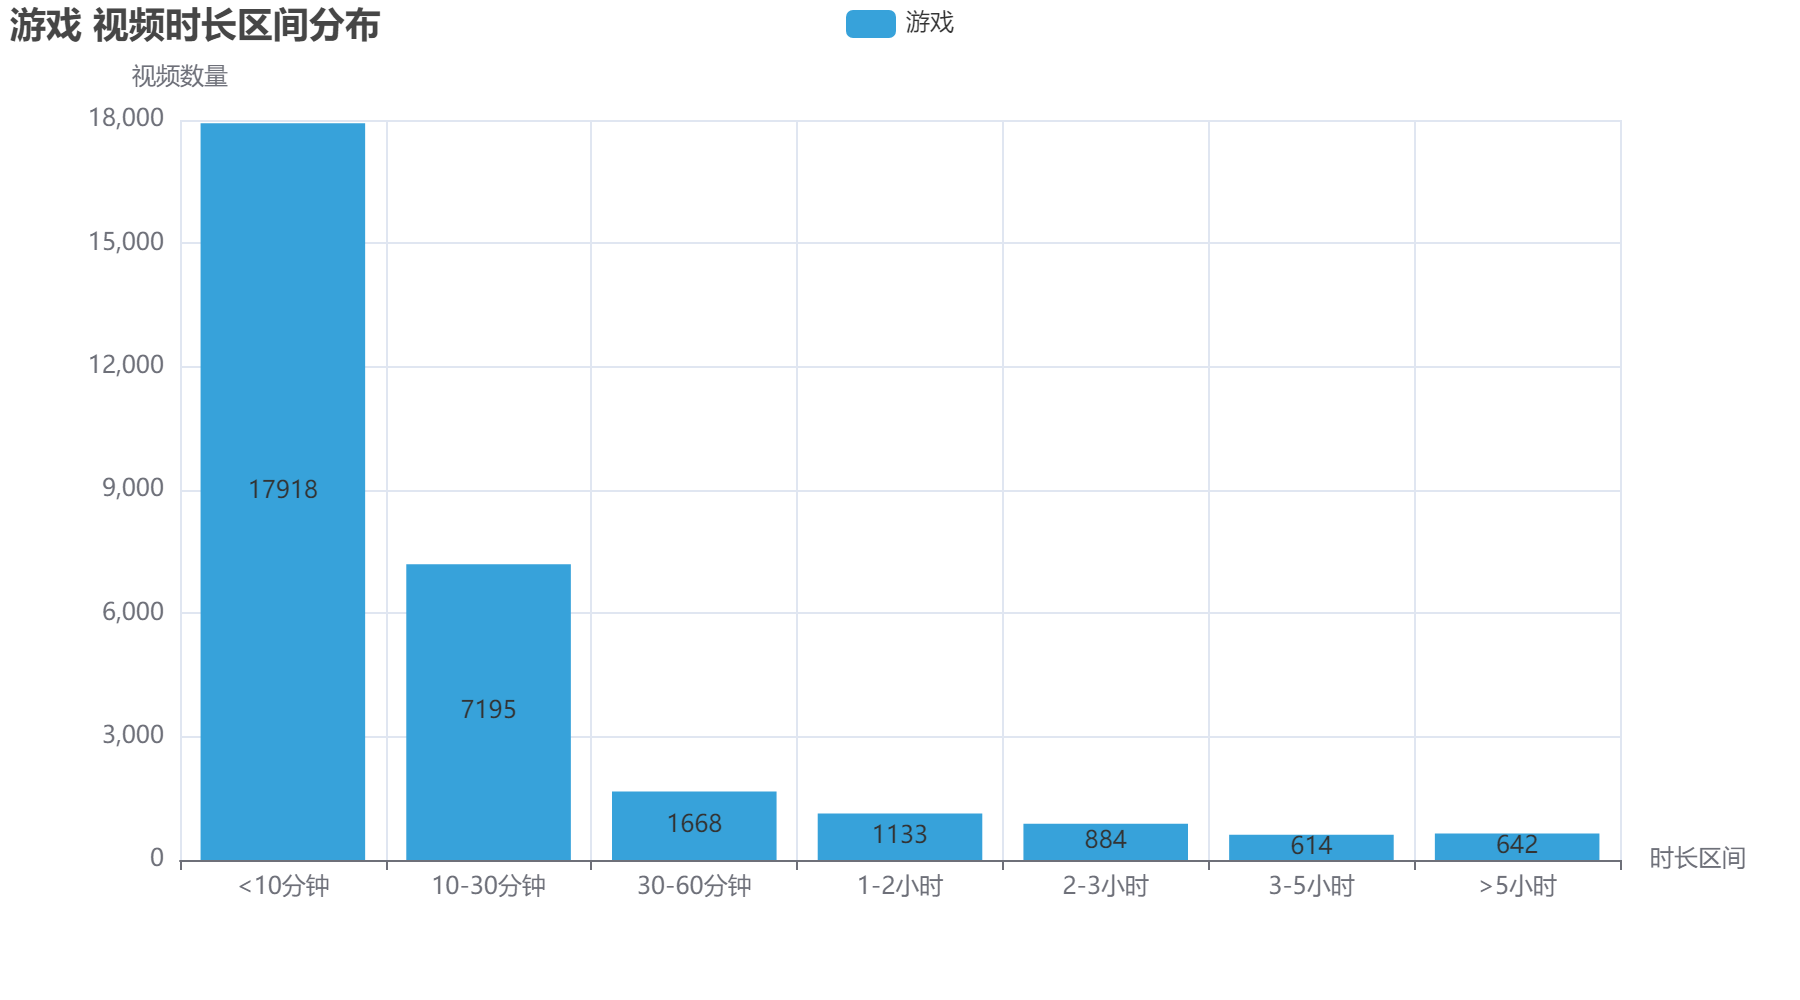 游戏 视频时长区间分布
游戏
视频数量
18,000
15,000
12,000
9,000
6,000
3,000
0
17918
7195
1668
1133
884
614
642
<10分钟
10-30分钟
30-60分钟
1-2小时
2-3小时
3-5小时
>5小时
时长区间